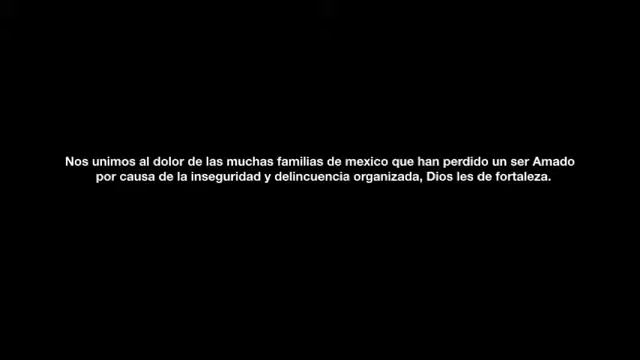 Nos unimos al dolor de las muchas familias de mexico que han perdido un ser Amado
por causa de la inseguridad y delincuencia organizada, Dios les de fortaleza.